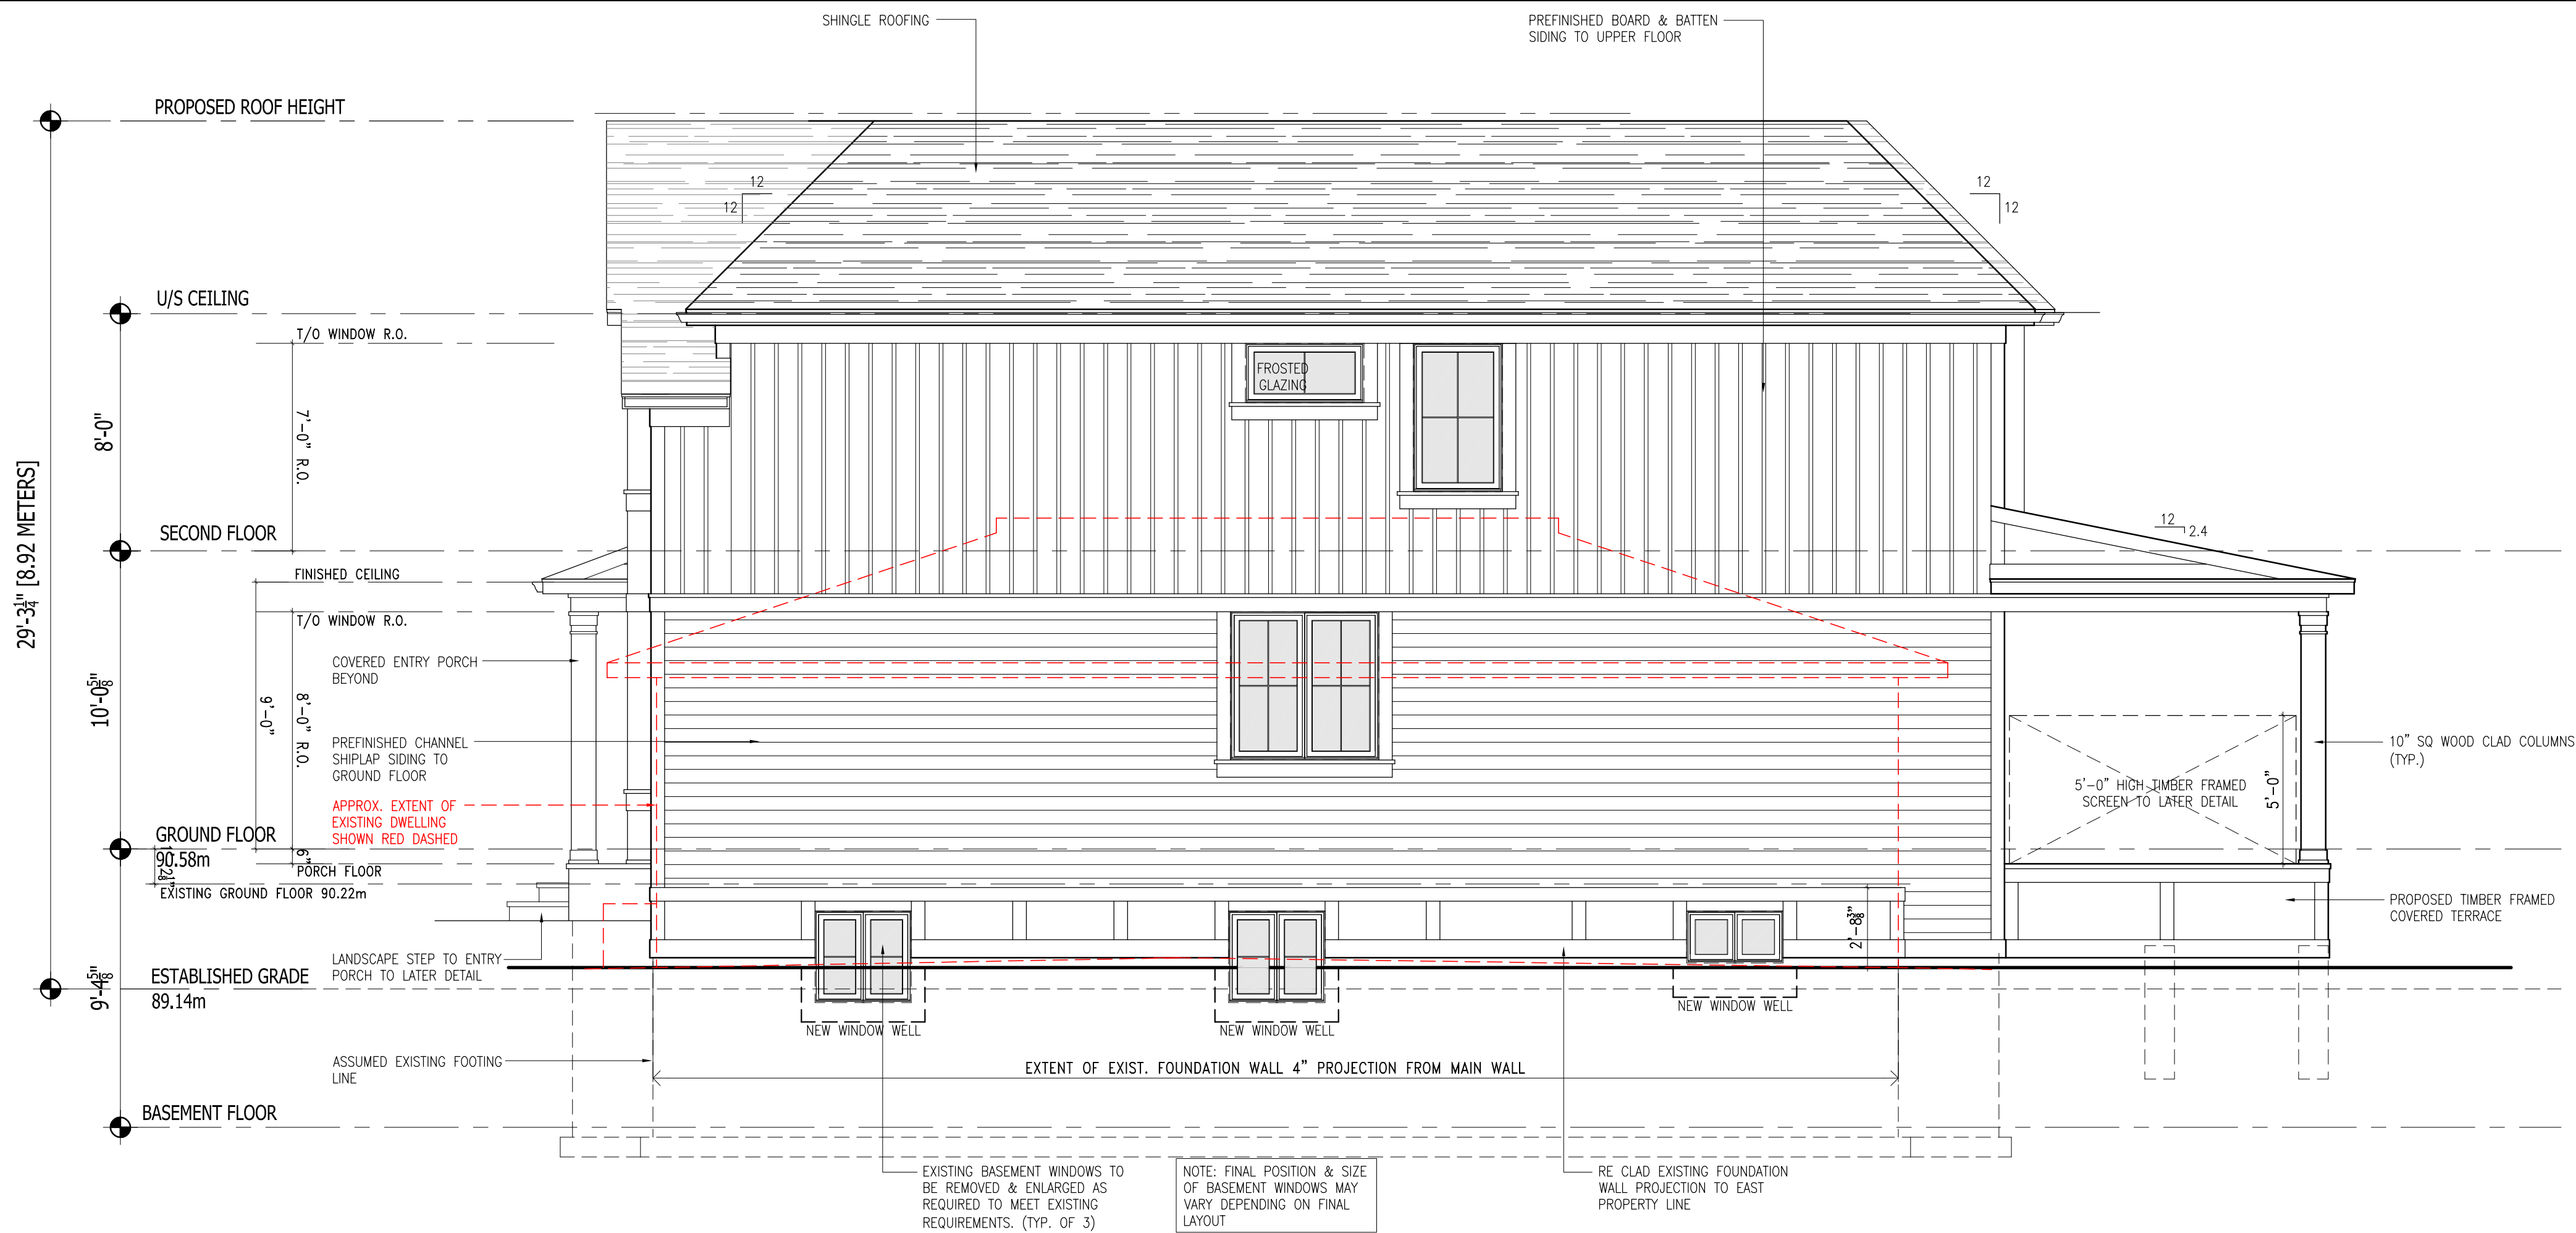 SHINGLE ROOFING
PREFINISHED BOARD & BATTEN
SIDING TO UPPER FLOOR
PROPOSED ROOF HEIGHT
12
12
12
12
U/S CEILING
T/O WINDOW R.O.
FROSTED
GLAZING
8'-0"
7'-0" R.O.
29'-3 1/4" [8.92 METERS]
SECOND FLOOR
12
2.4
FINISHED CEILING
T/O WINDOW R.O.
COVERED ENTRY PORCH
BEYOND
10'-0 5/8"
9'-0"
8'-0" R.O.
PREFINISHED CHANNEL
SHIPLAP SIDING TO
GROUND FLOOR
10" SQ WOOD CLAD COLUMNS
(TYP.)
5'-0" HIGH TIMBER FRAMED
SCREEN TO LATER DETAIL
5'-0"
APPROX. EXTENT OF
EXISTING DWELLING
SHOWN RED DASHED
GROUND FLOOR
90.58m
6"
PORCH FLOOR
EXISTING GROUND FLOOR 90.22m
PROPOSED TIMBER FRAMED
COVERED TERRACE
2'-8 3/8"
LANDSCAPE STEP TO ENTRY
PORCH TO LATER DETAIL
ESTABLISHED GRADE
89.14m
9'-4 5/8"
NEW WINDOW WELL
NEW WINDOW WELL
NEW WINDOW WELL
ASSUMED EXISTING FOOTING
LINE
EXTENT OF EXIST. FOUNDATION WALL 4" PROJECTION FROM MAIN WALL
BASEMENT FLOOR
EXISTING BASEMENT WINDOWS TO
BE REMOVED & ENLARGED AS
REQUIRED TO MEET EXISTING
REQUIREMENTS. (TYP. OF 3)
NOTE: FINAL POSITION & SIZE
OF BASEMENT WINDOWS MAY
VARY DEPENDING ON FINAL
LAYOUT
RE CLAD EXISTING FOUNDATION
WALL PROJECTION TO EAST
PROPERTY LINE